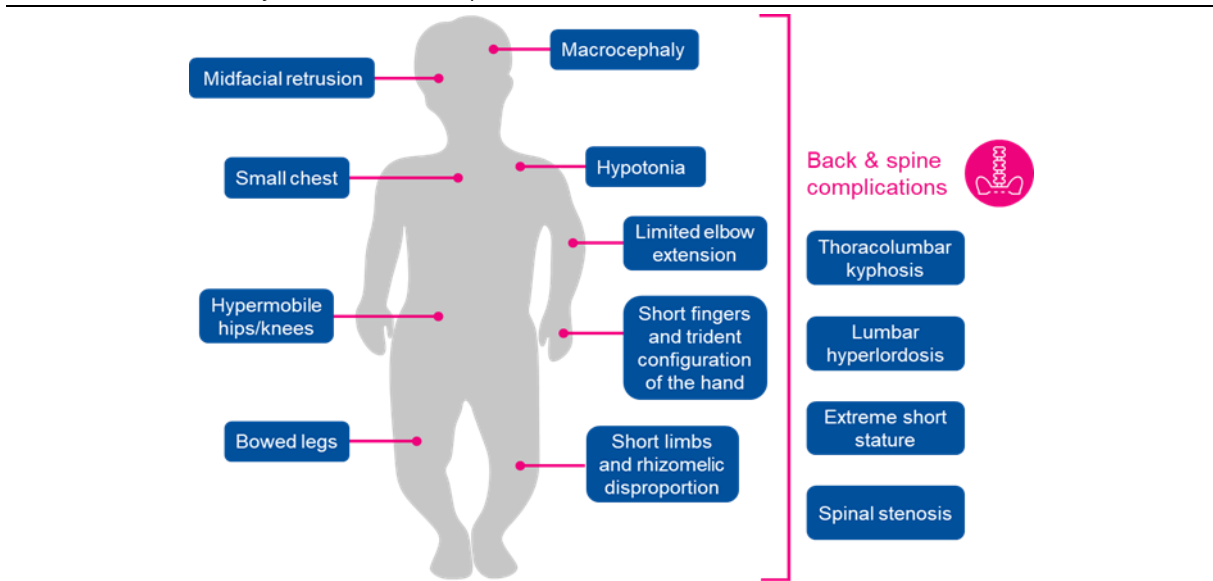 Macrocephaly
Midfacial retrusion
Small chest
Hypotonia
Limited elbow
extension
Hypermobile
hips/knees
Short fingers
and trident
configuration
of the hand
Bowed legs
Short limbs
and rhizomelic
disproportion
Back & spine
complications
Thoracolumbar
kyphosis
Lumbar
hyperlordosis
Extreme short
stature
Spinal stenosis